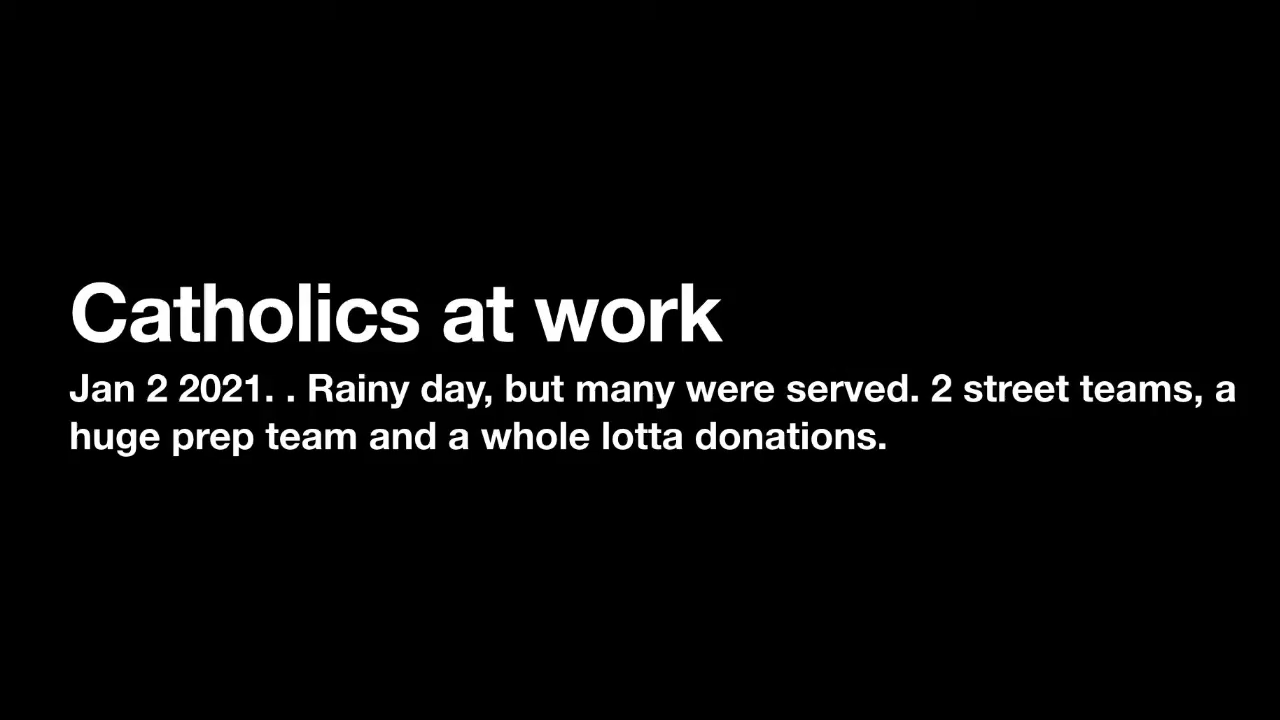 Catholics at work
Jan 2 2021. . Rainy day, but many were served. 2 street teams, a
huge prep team and a whole lotta donations.